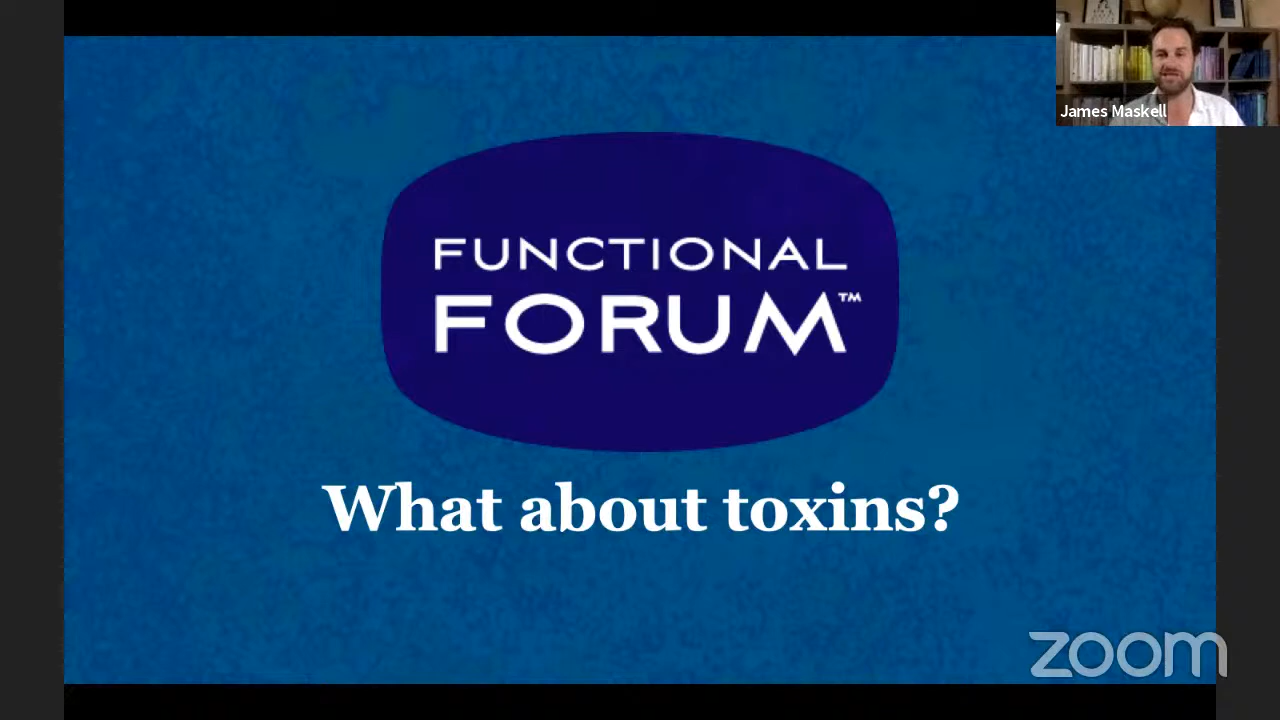 James Maskell
FUNCTIONAL
FORUM™
What about toxins?
zoom